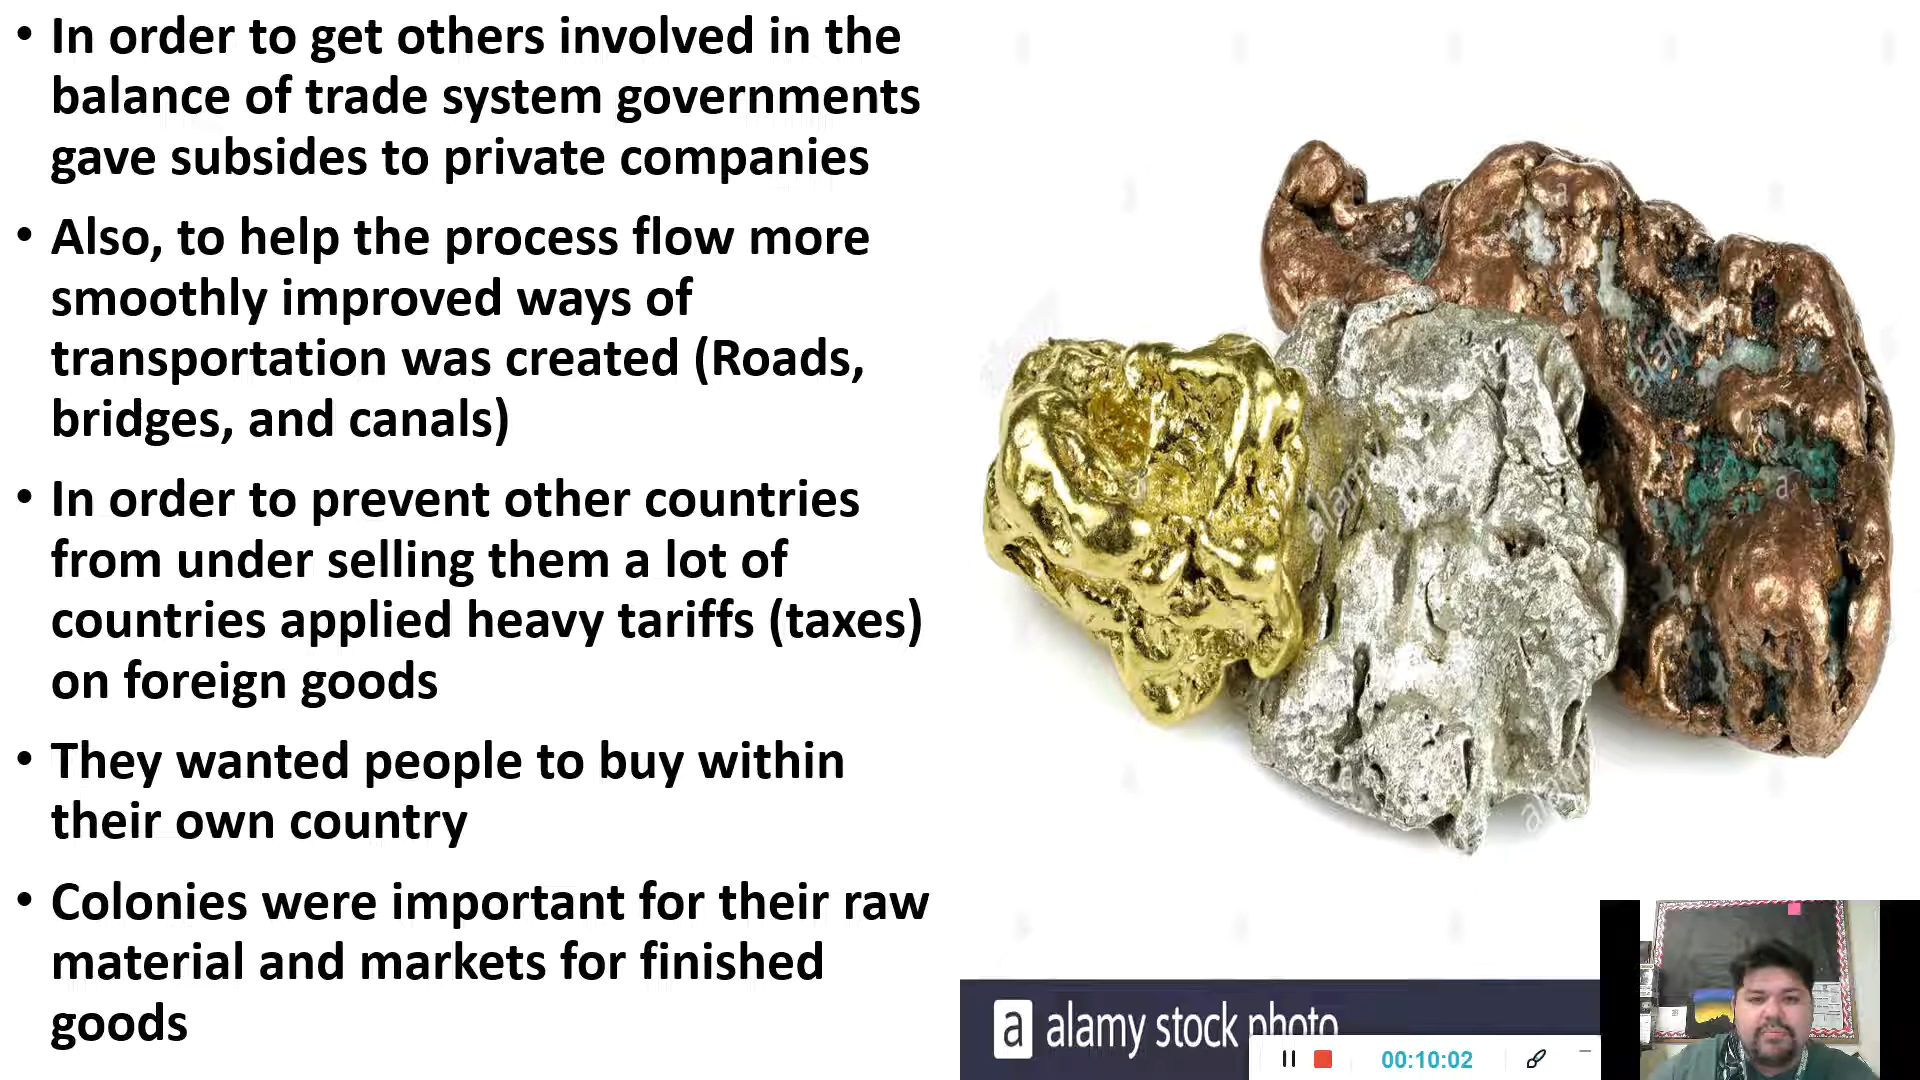 • In order to get others involved in the
balance of trade system governments
gave subsides to private companies
• Also, to help the process flow more
smoothly improved ways of
transportation was created (Roads,
bridges, and canals)
• In order to prevent other countries
from under selling them a lot of
countries applied heavy tariffs (taxes)
on foreign goods
• They wanted people to buy within
their own country
• Colonies were important for their raw
material and markets for finished
goods
a alamy stock photo
00:10:02